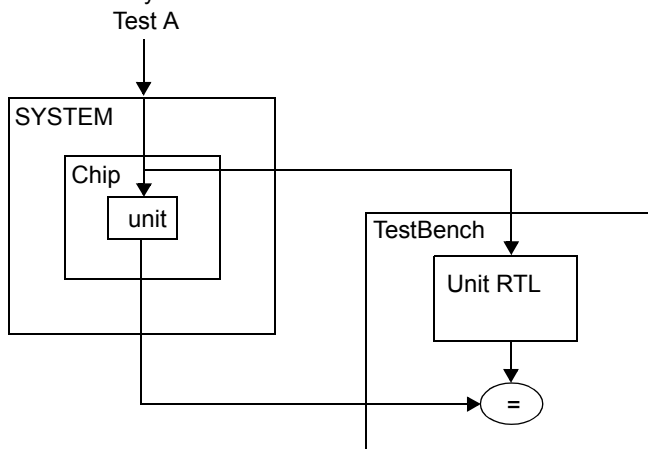 Test A
SYSTEM
Chip
unit
TestBench
Unit RTL
=